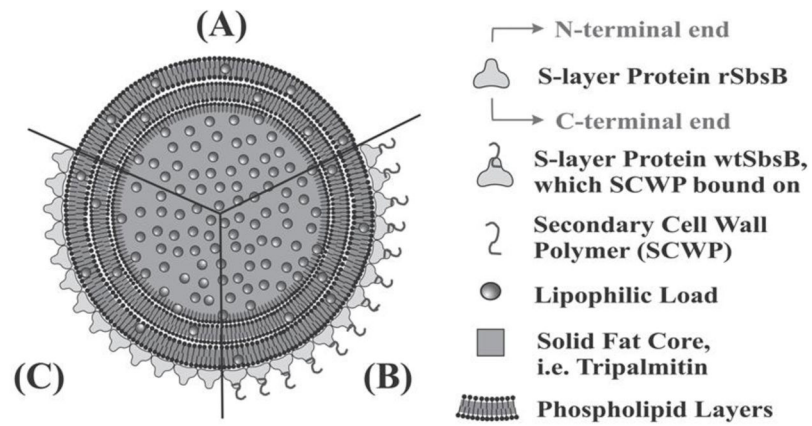 (A)
(C)
(B)
N-terminal end
S-layer Protein rSbsB
C-terminal end
S-layer Protein wtSbsB,
which SCWP bound on
Secondary Cell Wall
Polymer (SCWP)
Lipophilic Load
Solid Fat Core,
i.e. Tripalmitin
Phospholipid Layers